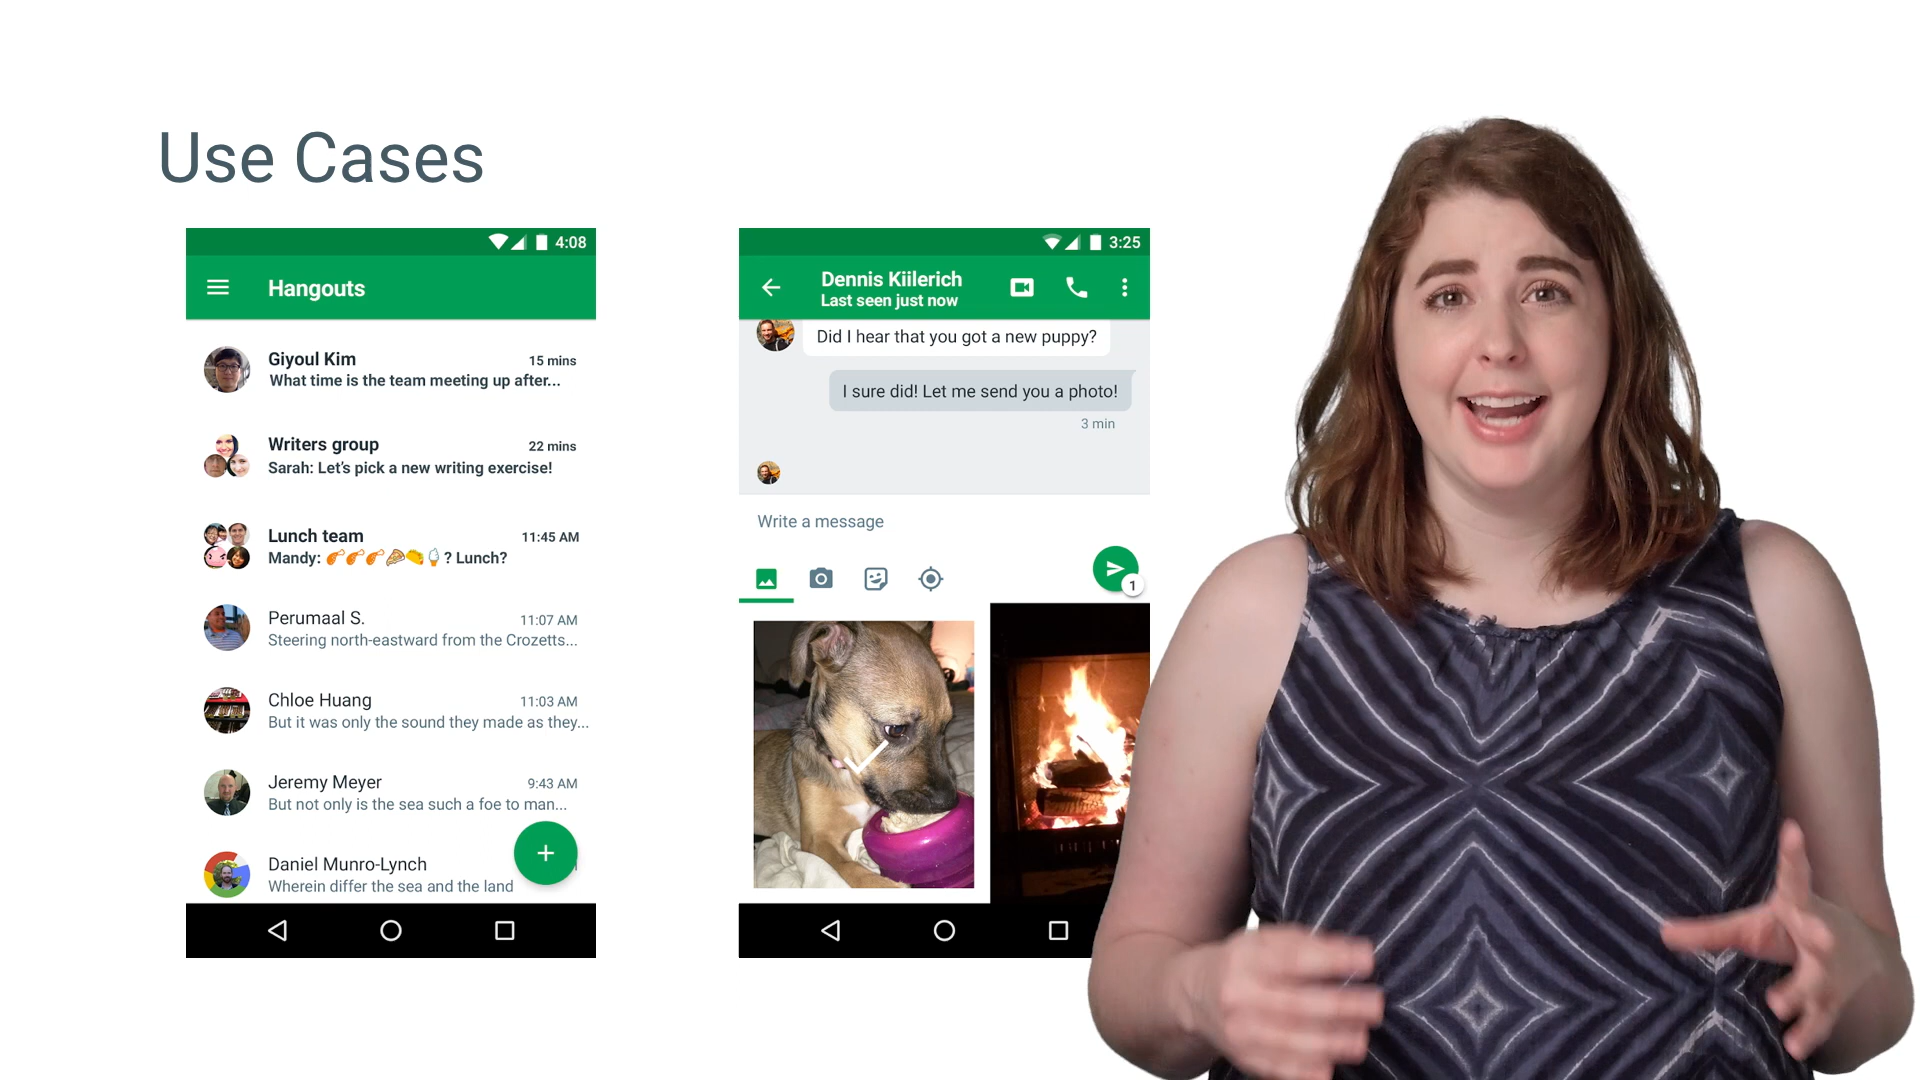 Use Cases
4:08
Hangouts
Giyoul Kim 15 mins
What time is the team meeting up after...
Writers group 22 mins
Sarah: Let's pick a new writing exercise!
Lunch team 11:45 AM
Mandy: 🍗🍗🍗🍕🌮🍦? Lunch?
Perumaal S. 11:07 AM
Steering north-eastward from the Crozetts...
Chloe Huang 11:03 AM
But it was only the sound they made as they...
Jeremy Meyer 9:43 AM
But not only is the sea such a foe to man...
Daniel Munro-Lynch
Wherein differ the sea and the land
+
3:25
Dennis Kiilerich
Last seen just now
Did I hear that you got a new puppy?
I sure did! Let me send you a photo!
3 min
Write a message
1